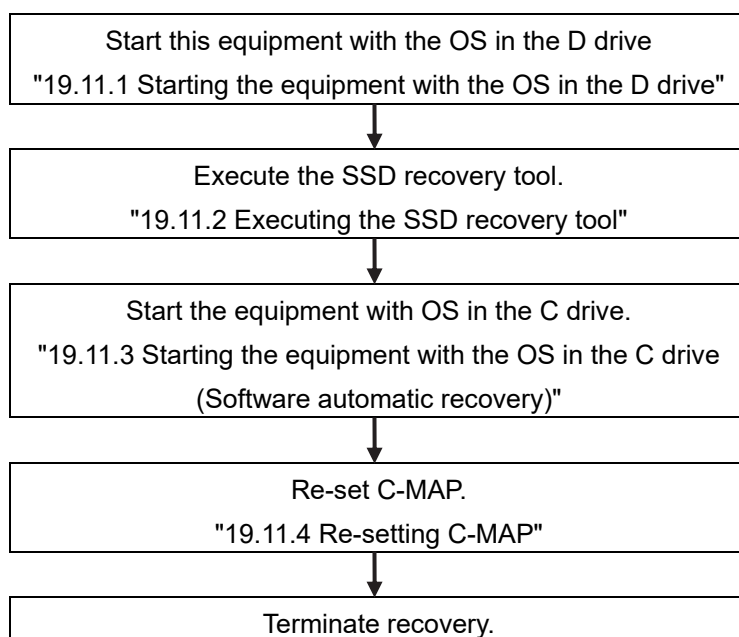 Start this equipment with the OS in the D drive
"19.11.1 Starting the equipment with the OS in the D drive"
Execute the SSD recovery tool.
"19.11.2 Executing the SSD recovery tool"
Start the equipment with OS in the C drive.
"19.11.3 Starting the equipment with the OS in the C drive
(Software automatic recovery)"
Re-set C-MAP.
"19.11.4 Re-setting C-MAP"
Terminate recovery.